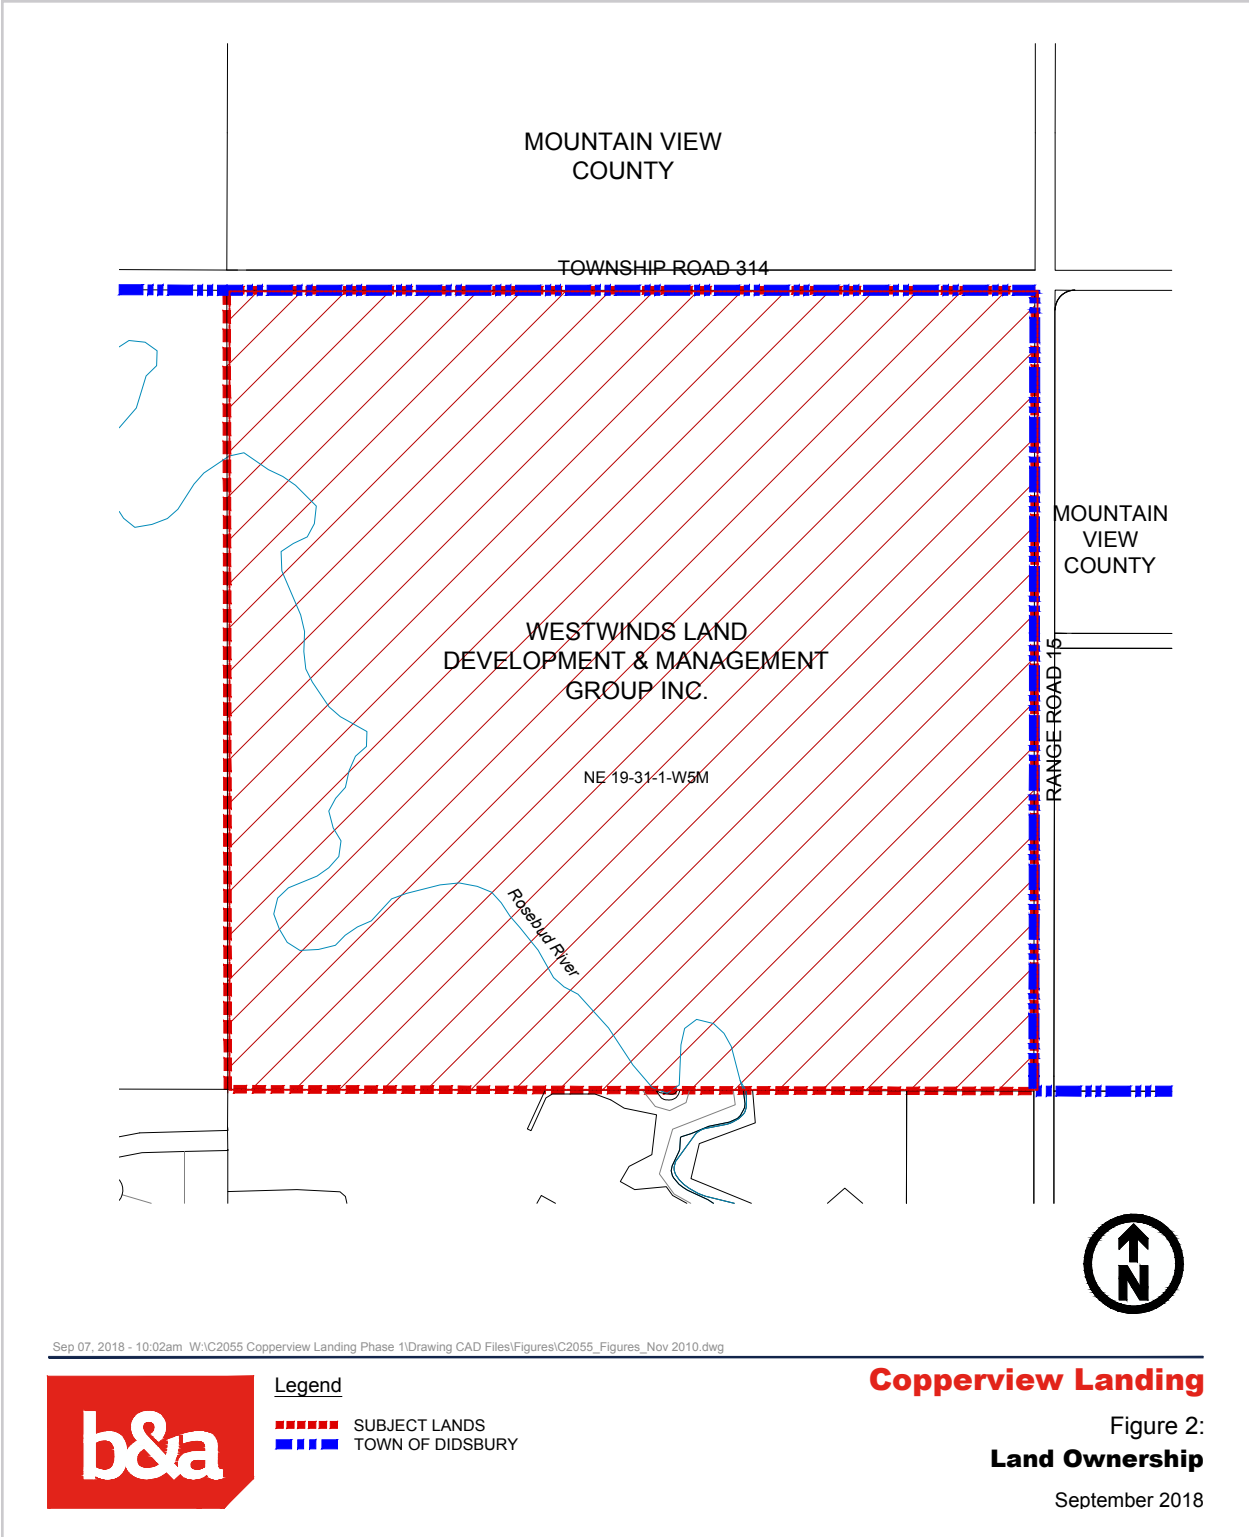 MOUNTAIN VIEW
COUNTY
TOWNSHIP ROAD 314
MOUNTAIN
VIEW
COUNTY
WESTWINDS LAND
DEVELOPMENT & MANAGEMENT
GROUP INC.
RANGE ROAD 15
NE 19-31-1-W5M
Rosebud River
N
Sep 07, 2018 - 10:02am W:\C2055 Copperview Landing Phase 1\Drawing CAD Files\Figures\C2055_Figures_Nov 2010.dwg
b&a
Legend
SUBJECT LANDS
TOWN OF DIDSBURY
Copperview Landing
Figure 2:
Land Ownership
September 2018